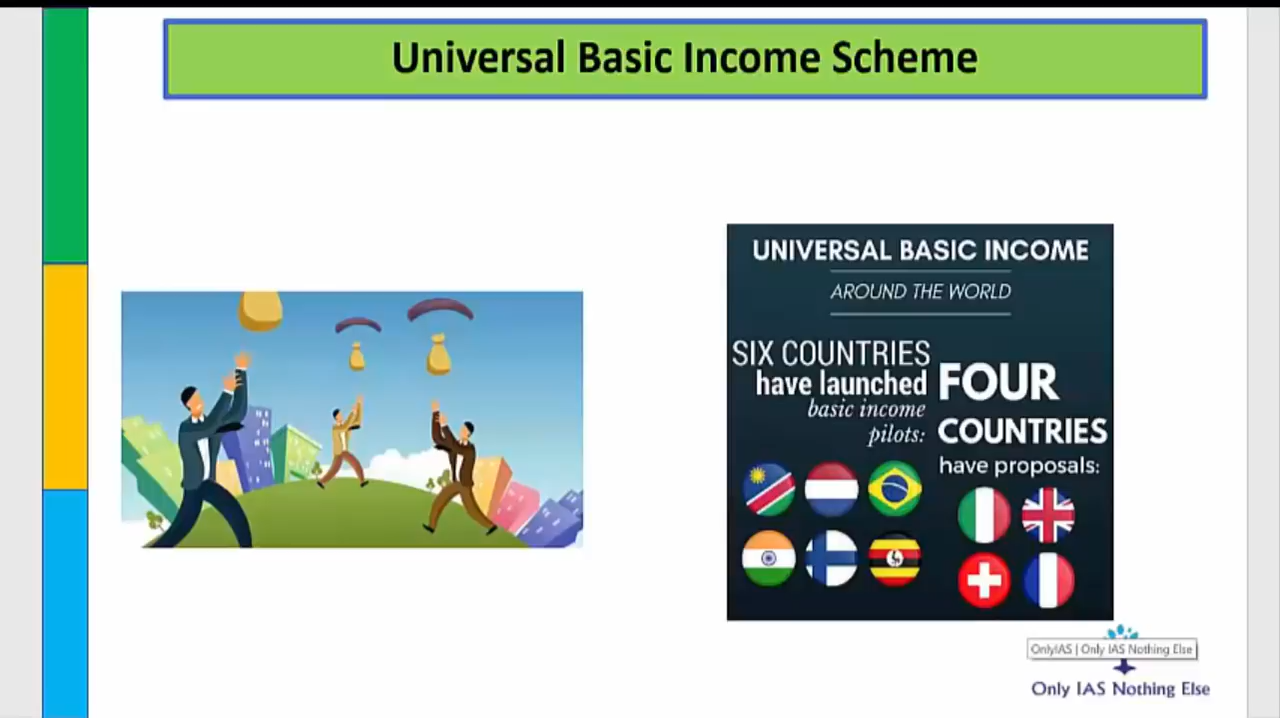 Universal Basic Income Scheme
UNIVERSAL BASIC INCOME
AROUND THE WORLD
SIX COUNTRIES
have launched
basic income
pilots:
FOUR
COUNTRIES
have proposals:
OnlyIAS | Only IAS Nothing Else
Only IAS Nothing Else